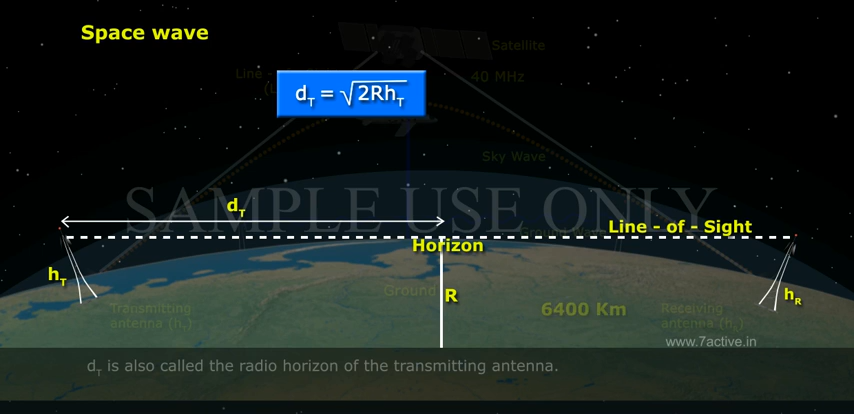 Space wave
Satellite
Line -
40 MHz
d_T = √2Rh_T
Sky Wave
SAMPLE USE ONLY
d_T
Line - of - Sight
Horizon
h_T
Ground
R
h_R
6400 Km
Transmitting
antenna (h_T)
Receiving
antenna (h_R)
www.7active.in
d_T is also called the radio horizon of the transmitting antenna.